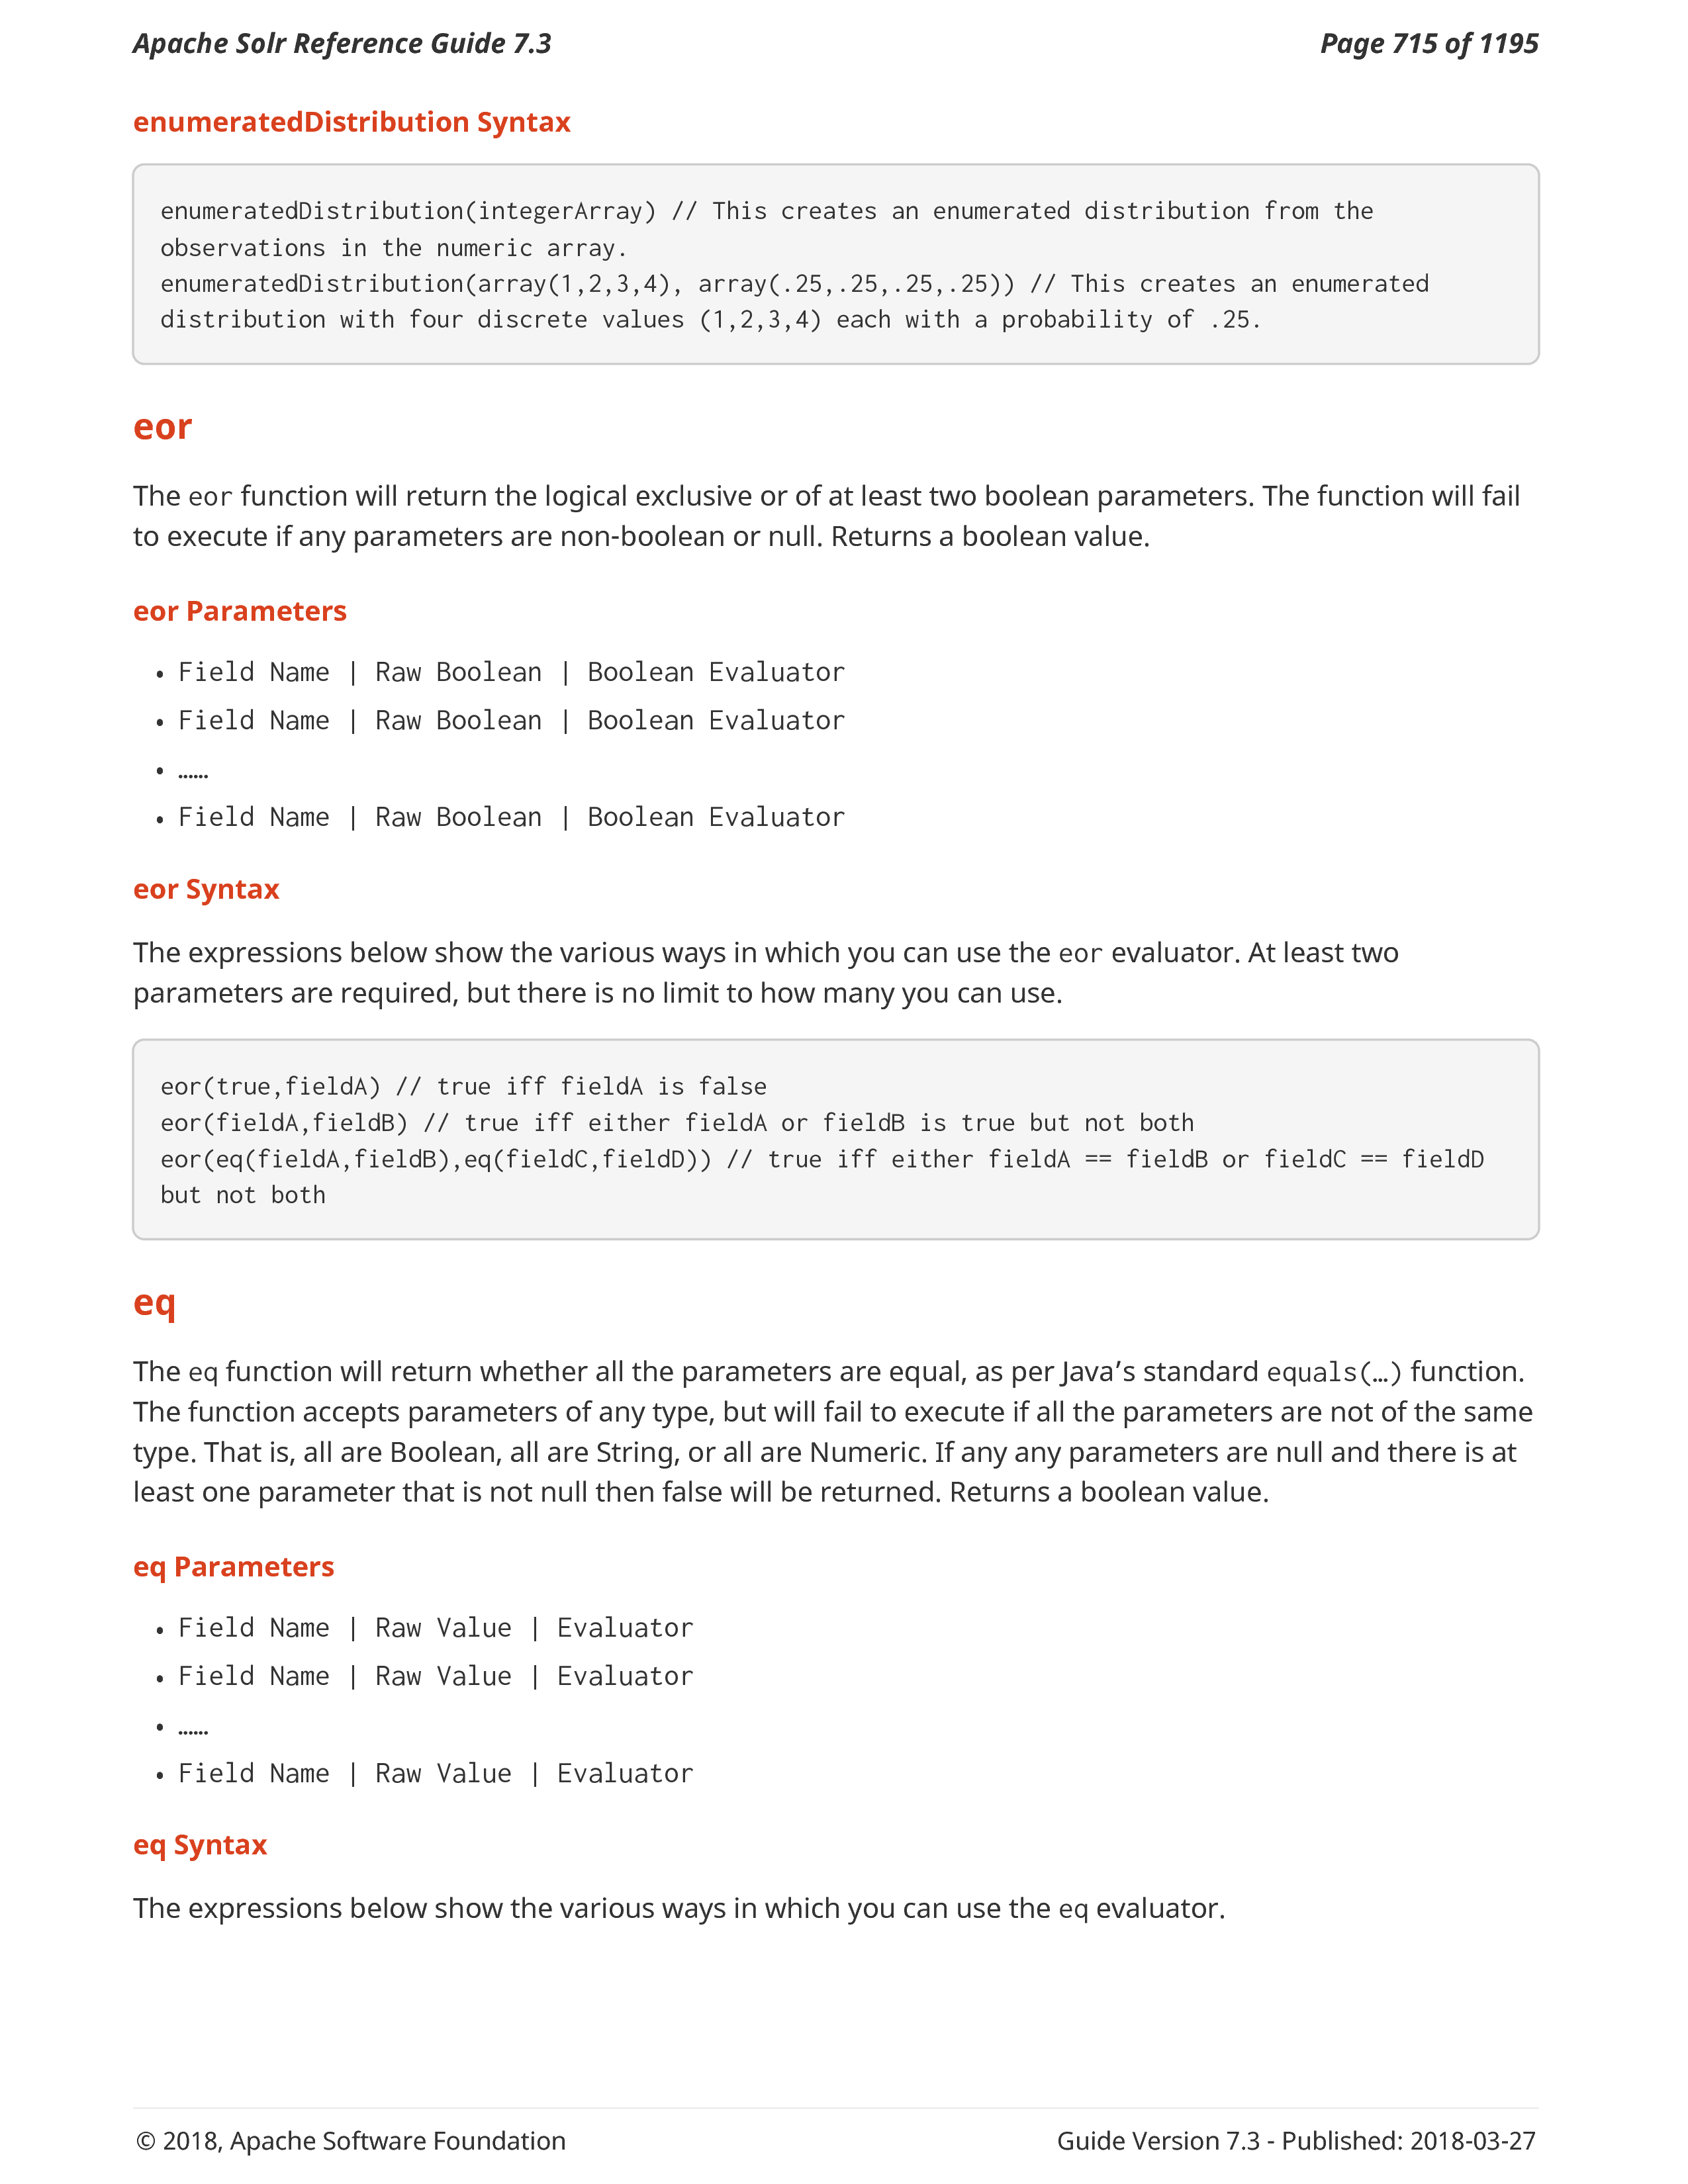 Apache Solr Reference Guide 7.3
Page 715 of 1195
enumeratedDistribution Syntax
enumeratedDistribution(integerArray) // This creates an enumerated distribution from the
observations in the numeric array.
enumeratedDistribution(array(1,2,3,4), array(.25,.25,.25,.25)) // This creates an enumerated
distribution with four discrete values (1,2,3,4) each with a probability of .25.
eor
The eor function will return the logical exclusive or of at least two boolean parameters. The function will fail
to execute if any parameters are non-boolean or null. Returns a boolean value.
eor Parameters
• Field Name | Raw Boolean | Boolean Evaluator
• Field Name | Raw Boolean | Boolean Evaluator
• ……
• Field Name | Raw Boolean | Boolean Evaluator
eor Syntax
The expressions below show the various ways in which you can use the eor evaluator. At least two
parameters are required, but there is no limit to how many you can use.
eor(true,fieldA) // true iff fieldA is false
eor(fieldA,fieldB) // true iff either fieldA or fieldB is true but not both
eor(eq(fieldA,fieldB),eq(fieldC,fieldD)) // true iff either fieldA == fieldB or fieldC == fieldD
but not both
eq
The eq function will return whether all the parameters are equal, as per Java’s standard equals(…) function.
The function accepts parameters of any type, but will fail to execute if all the parameters are not of the same
type. That is, all are Boolean, all are String, or all are Numeric. If any any parameters are null and there is at
least one parameter that is not null then false will be returned. Returns a boolean value.
eq Parameters
• Field Name | Raw Value | Evaluator
• Field Name | Raw Value | Evaluator
• ……
• Field Name | Raw Value | Evaluator
eq Syntax
The expressions below show the various ways in which you can use the eq evaluator.
© 2018, Apache Software Foundation
Guide Version 7.3 - Published: 2018-03-27